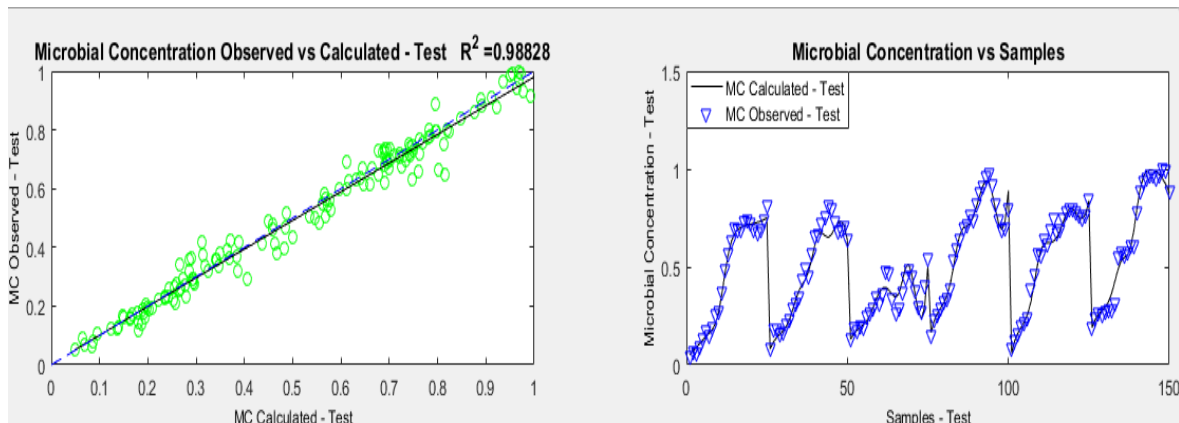 Microbial Concentration Observed vs Calculated - Test R² =0.98828
MC Observed - Test
1
0.8
0.6
0.4
0.2
0
0 0.1 0.2 0.3 0.4 0.5 0.6 0.7 0.8 0.9 1
MC Calculated - Test
Microbial Concentration vs Samples
MC Calculated - Test
MC Observed - Test
Microbial Concentration - Test
1.5
1
0.5
0
0 50 100 150
Samples - Test